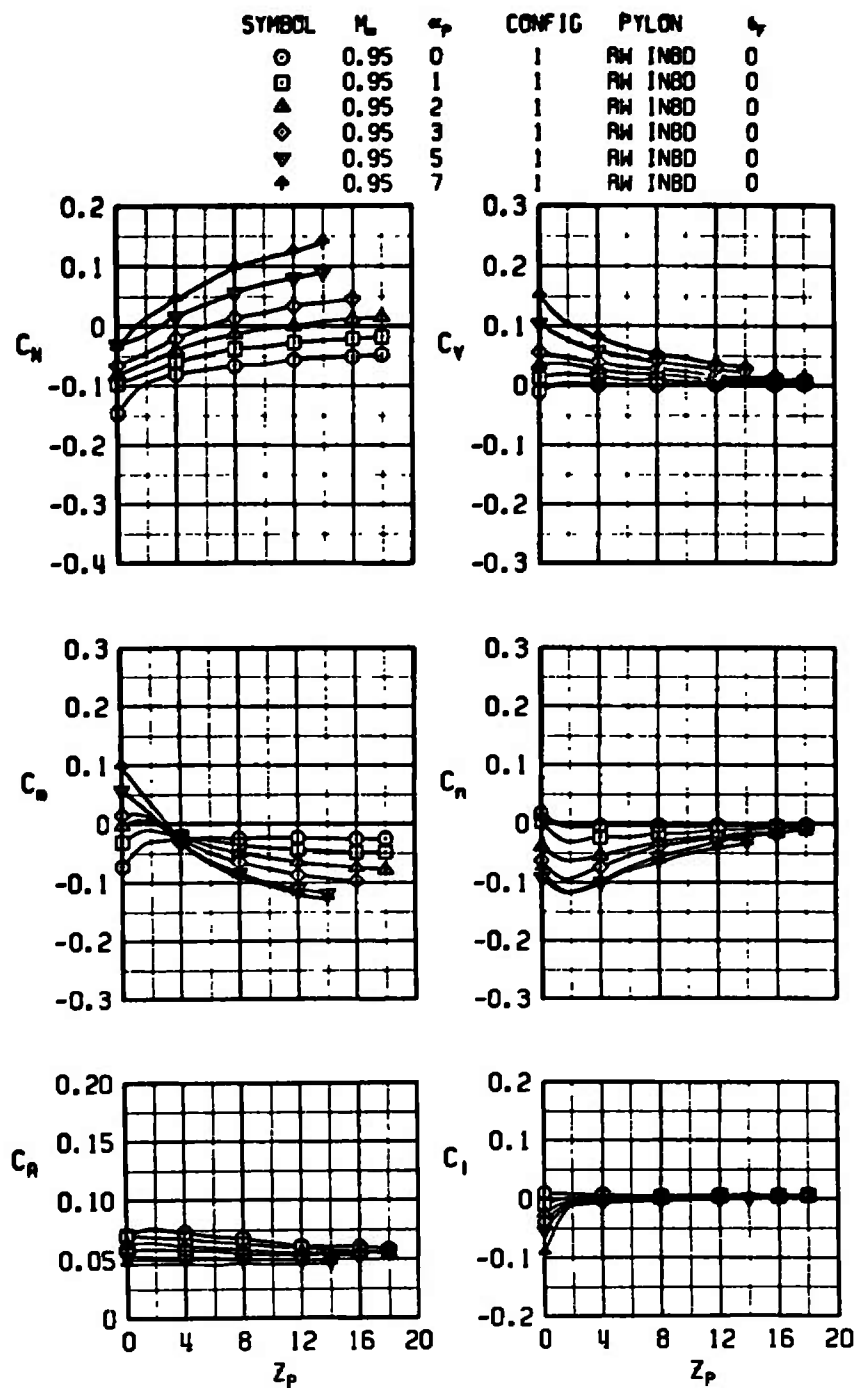 SYMBOL M∞ αP CONFIG PYLON ϕF
0.95 0 1 RW INBD 0
0.95 1 1 RW INBD 0
0.95 2 1 RW INBD 0
0.95 3 1 RW INBD 0
0.95 5 1 RW INBD 0
0.95 7 1 RW INBD 0
0.2
0.1
0
-0.1
-0.2
-0.3
-0.4
CN
0.3
0.2
0.1
0
-0.1
-0.2
-0.3
CY
0.3
0.2
0.1
0
-0.1
-0.2
-0.3
Cm
0.3
0.2
0.1
0
-0.1
-0.2
-0.3
Cn
0.20
0.15
0.10
0.05
0
CA
0 4 8 12 16 20
ZP
0.2
0.1
0
-0.1
-0.2
Cl
0 4 8 12 16 20
ZP